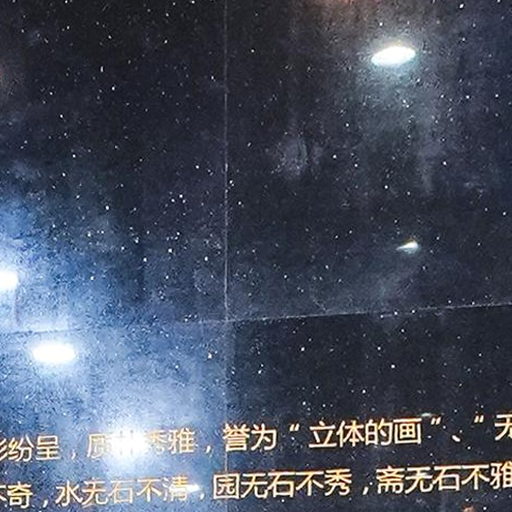 彩纷呈，质朴秀雅，誉为“立体的画”、“无
不奇，水无石不清，园无石不秀，斋无石不雅